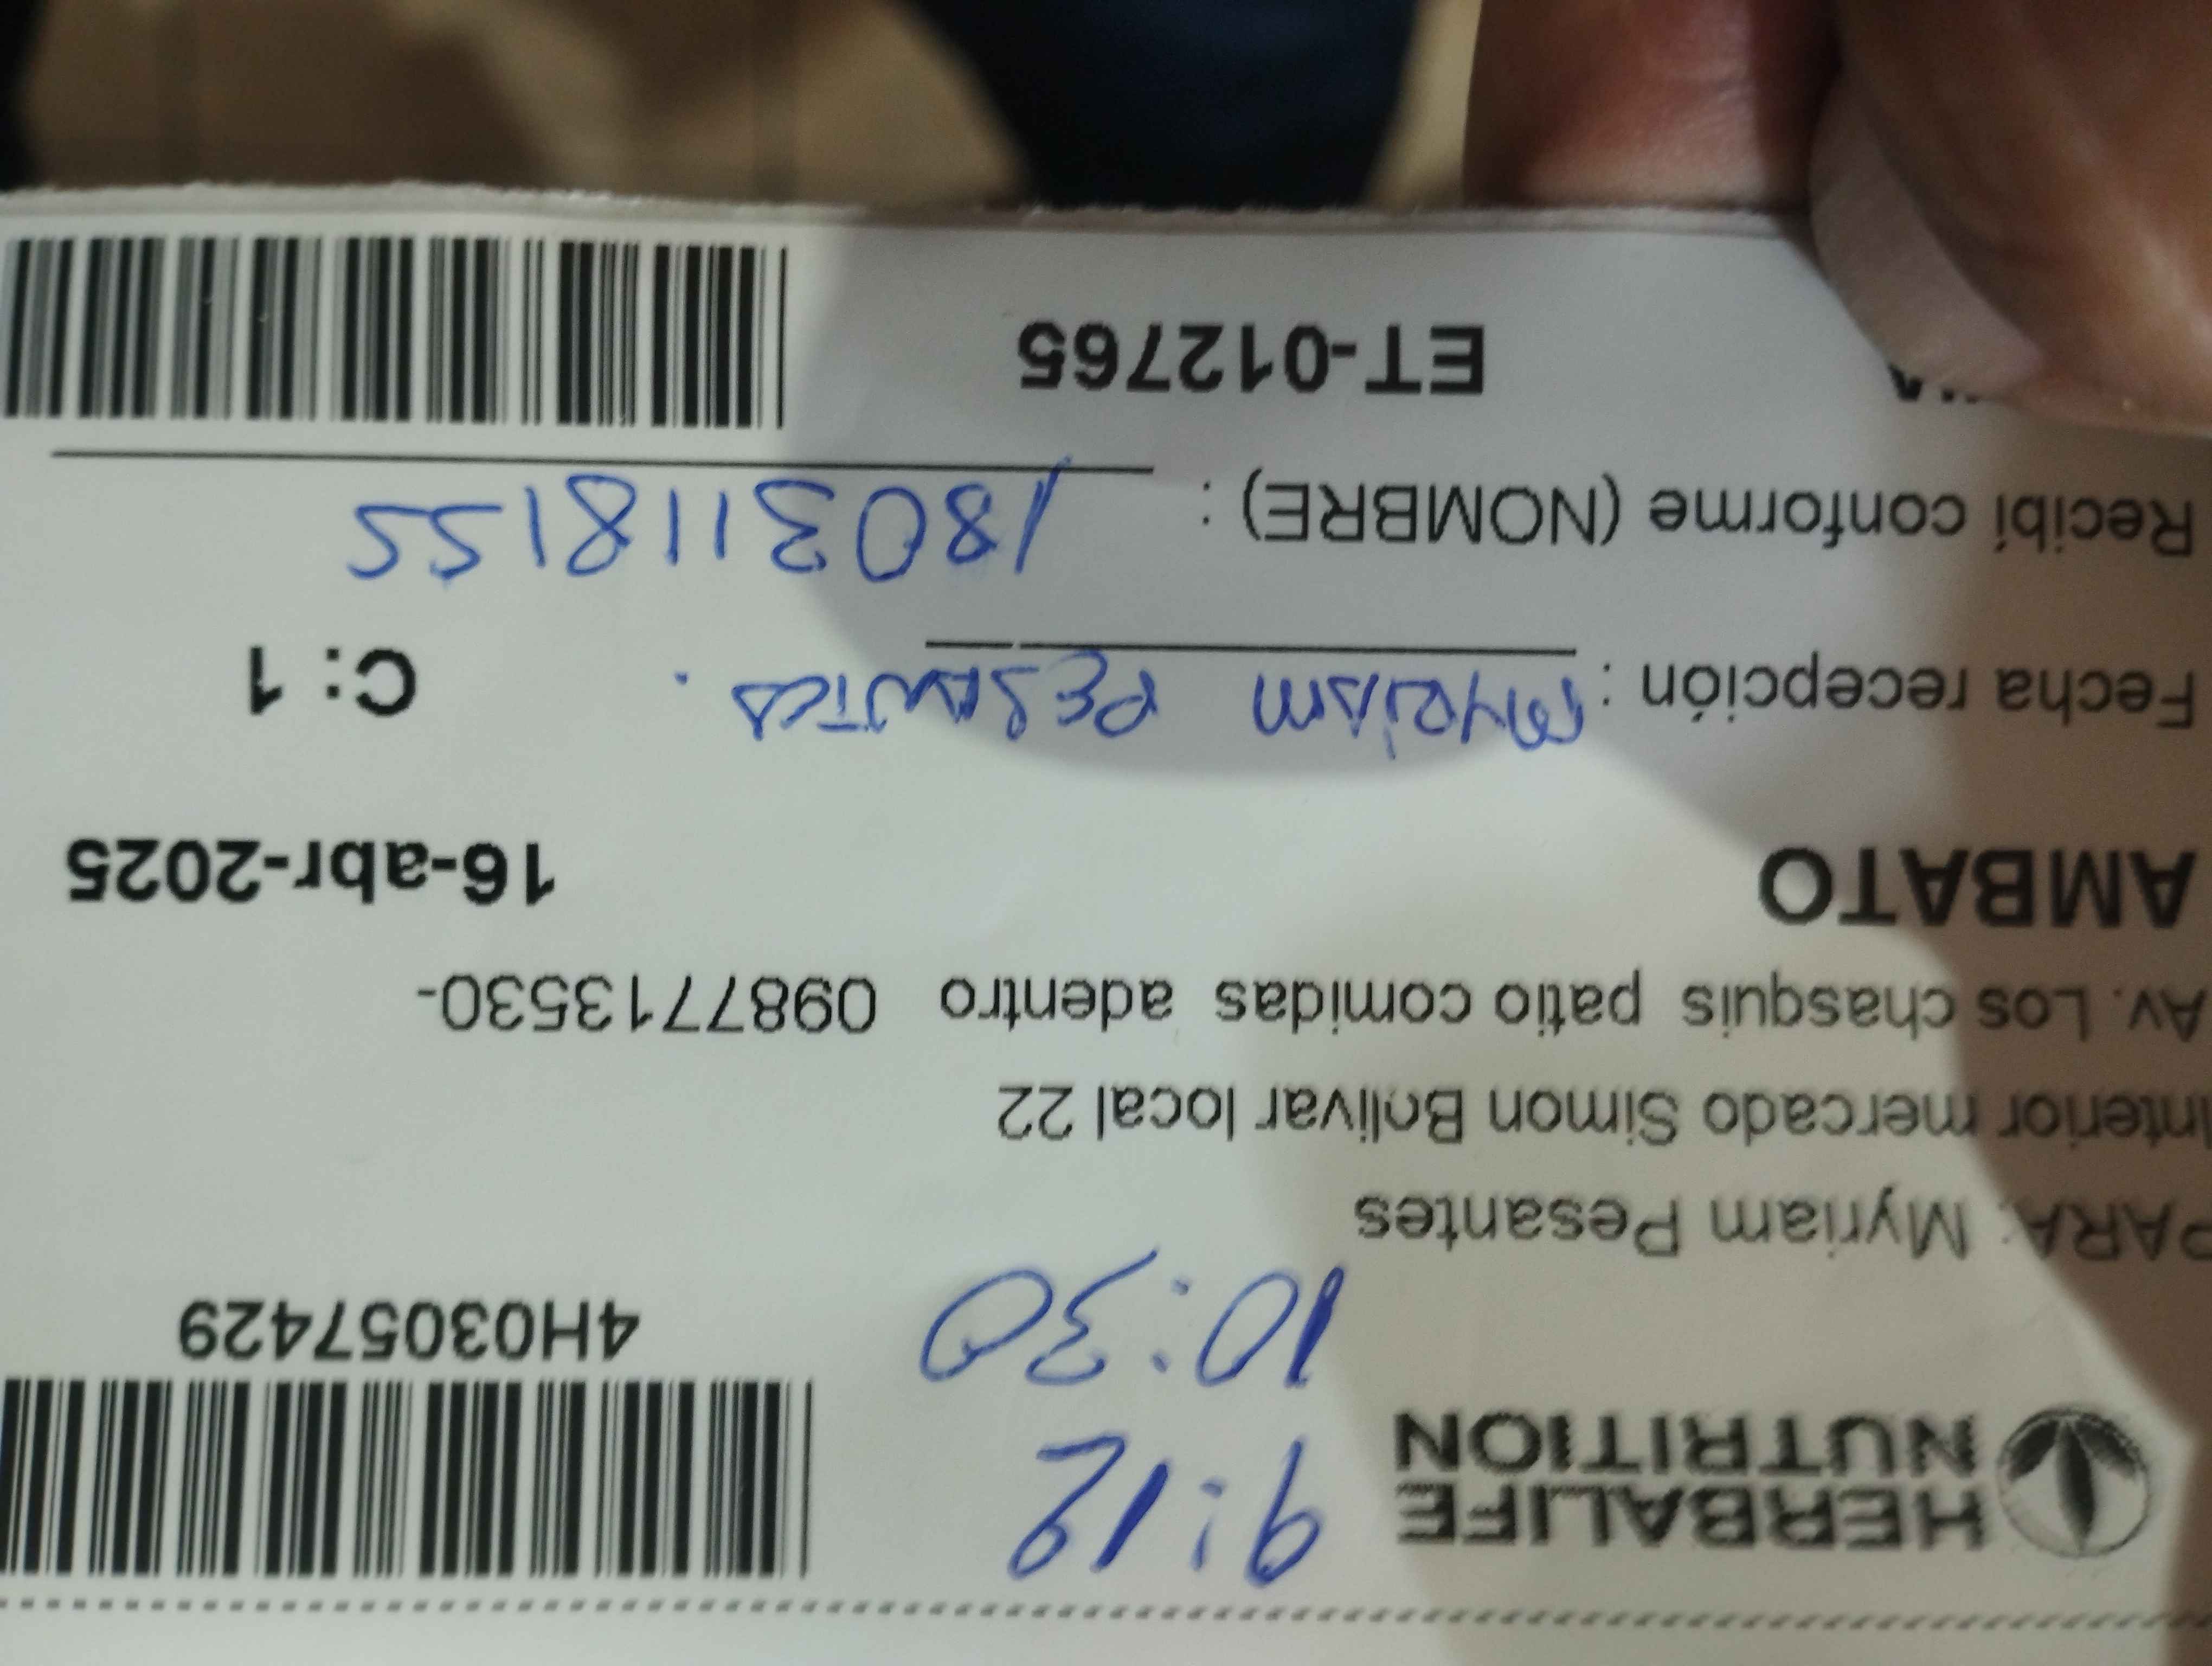 HERBALIFE
NUTRITION
9:12
10:30
4H03057429
PARA: Myriam Pesantes
Interior mercado Simon Bolivar local 22
Av. Los chasquis patio comidas adentro 0987713530-
AMBATO 16-abr-2025
Fecha recepción : Myriam Pesantes. C: 1
Recibí conforme (NOMBRE) : 1803118155
ET-012765